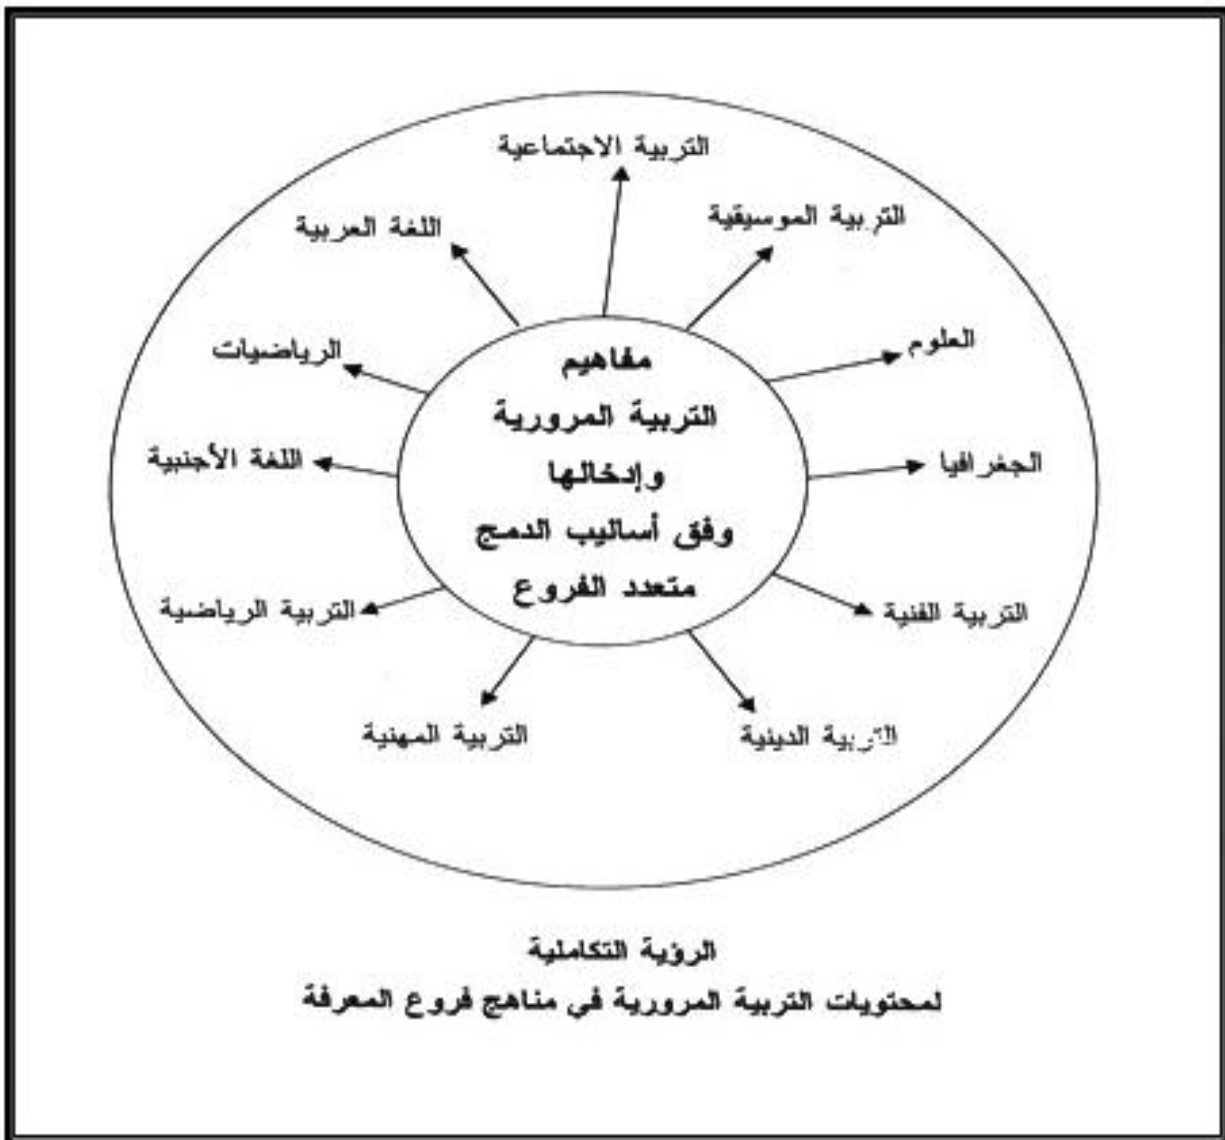 التربية الاجتماعية
التربية الموسيقية
اللغة العربية
العلوم
الرياضيات
مفاهيم
التربية المرورية
وإدخالها
وفق أساليب الدمج
متعدد الفروع
الجغرافيا
اللغة الأجنبية
التربية الفنية
التربية الرياضية
التربية الدينية
التربية المهنية
الرؤية التكاملية
لمحتويات التربية المرورية في مناهج فروع المعرفة